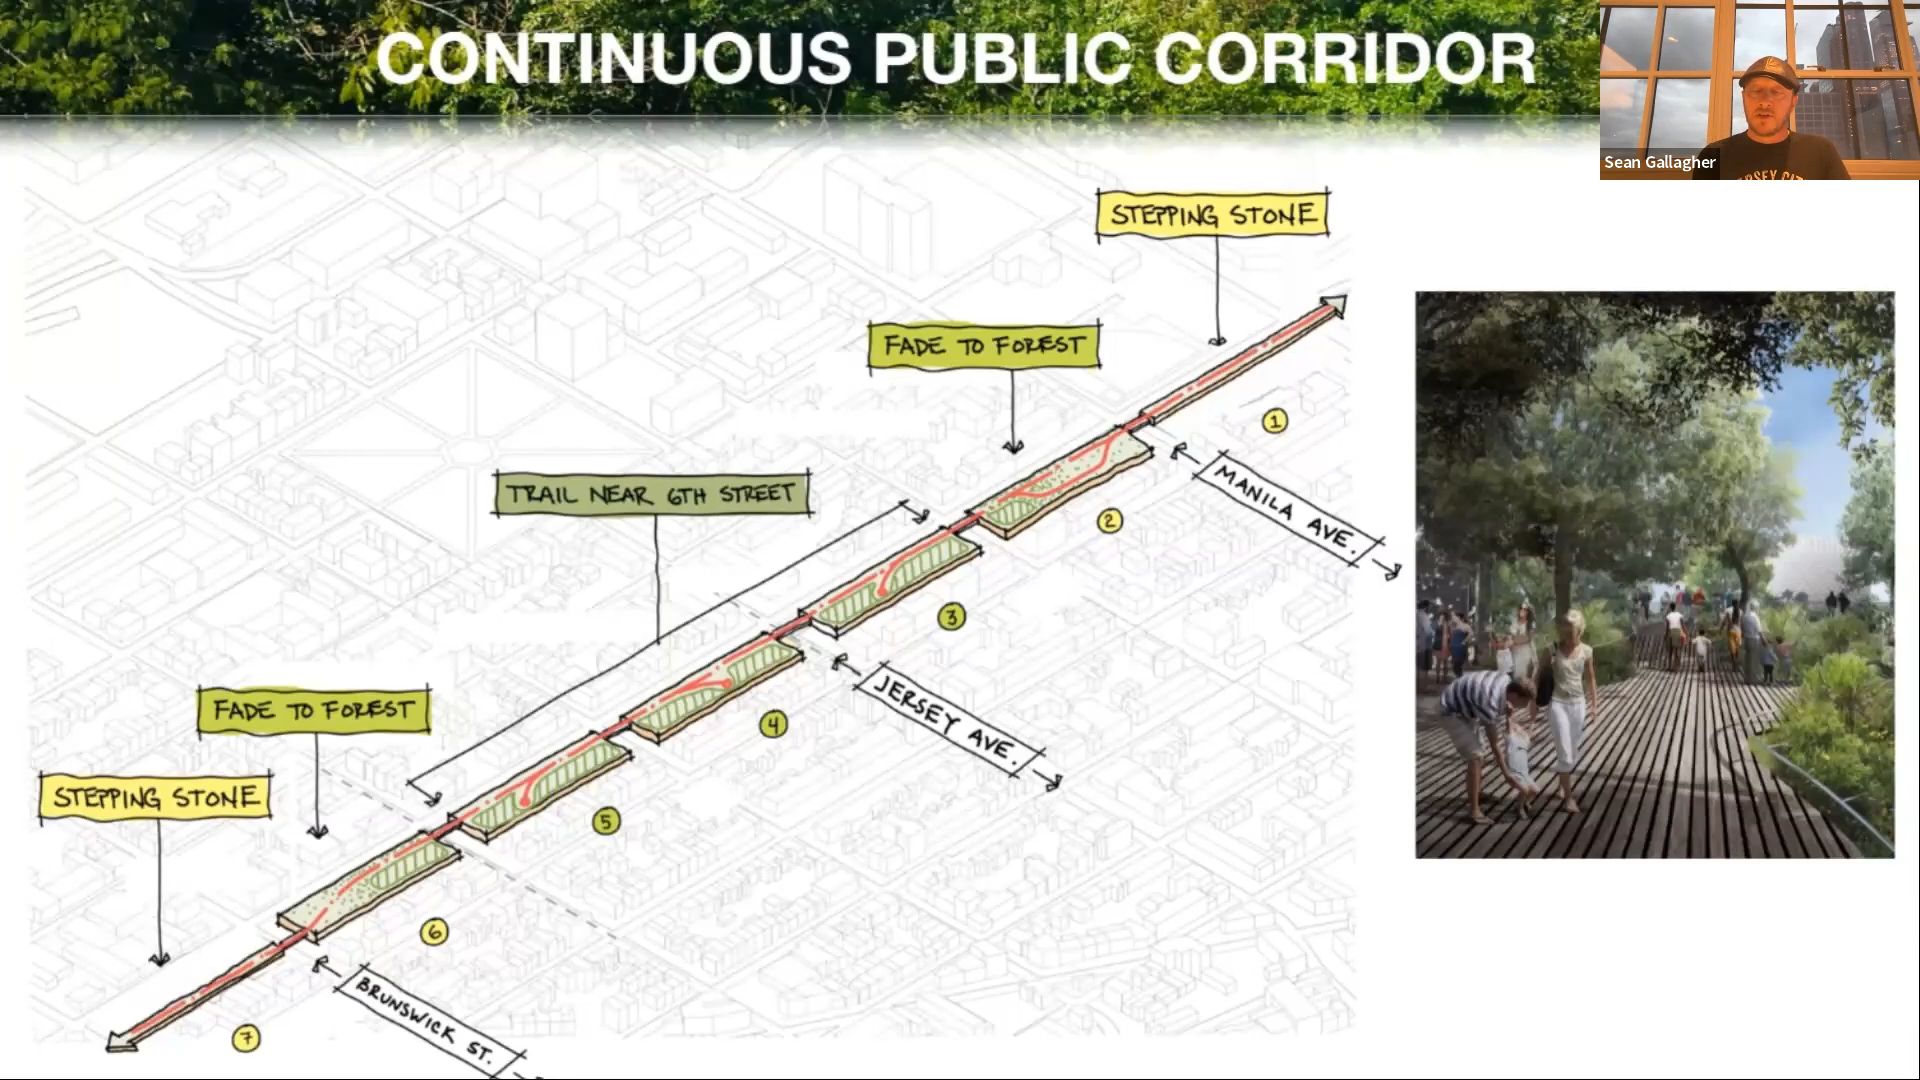 CONTINUOUS PUBLIC CORRIDOR
Sean Gallagher
STEPPING STONE
FADE TO FOREST
TRAIL NEAR 6TH STREET
FADE TO FOREST
STEPPING STONE
1
MANILA AVE.
2
3
JERSEY AVE.
4
5
6
BRUNSWICK ST.
7